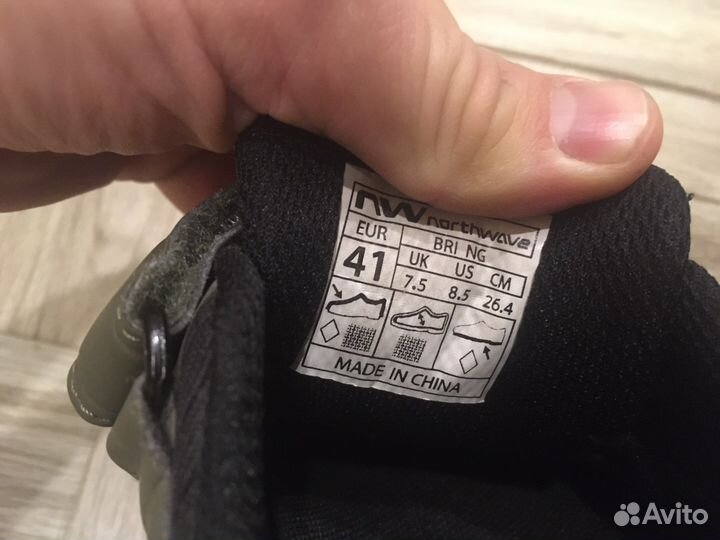 nw northwave
EUR BRI NG
41 UK US CM
7.5 8.5 26.4
MADE IN CHINA
Avito